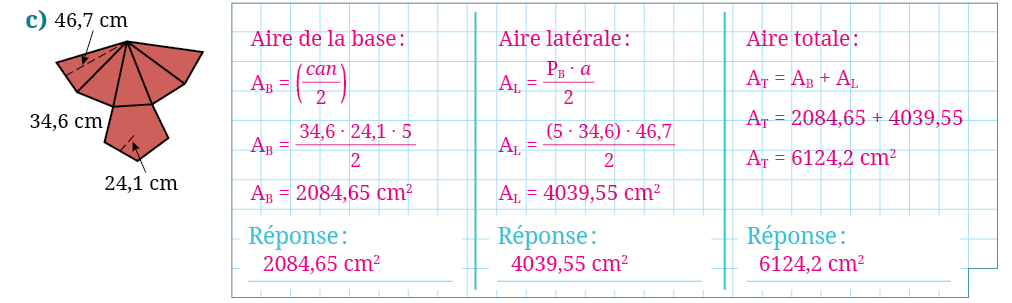 c) 46,7 cm
34,6 cm
24,1 cm
Aire de la base :
A_B = (can/2)
A_B = 34,6 · 24,1 · 5 / 2
A_B = 2084,65 cm²
Réponse :
2084,65 cm²
Aire latérale :
A_L = P_B · a / 2
A_L = (5 · 34,6) · 46,7 / 2
A_L = 4039,55 cm²
Réponse :
4039,55 cm²
Aire totale :
A_T = A_B + A_L
A_T = 2084,65 + 4039,55
A_T = 6124,2 cm²
Réponse :
6124,2 cm²